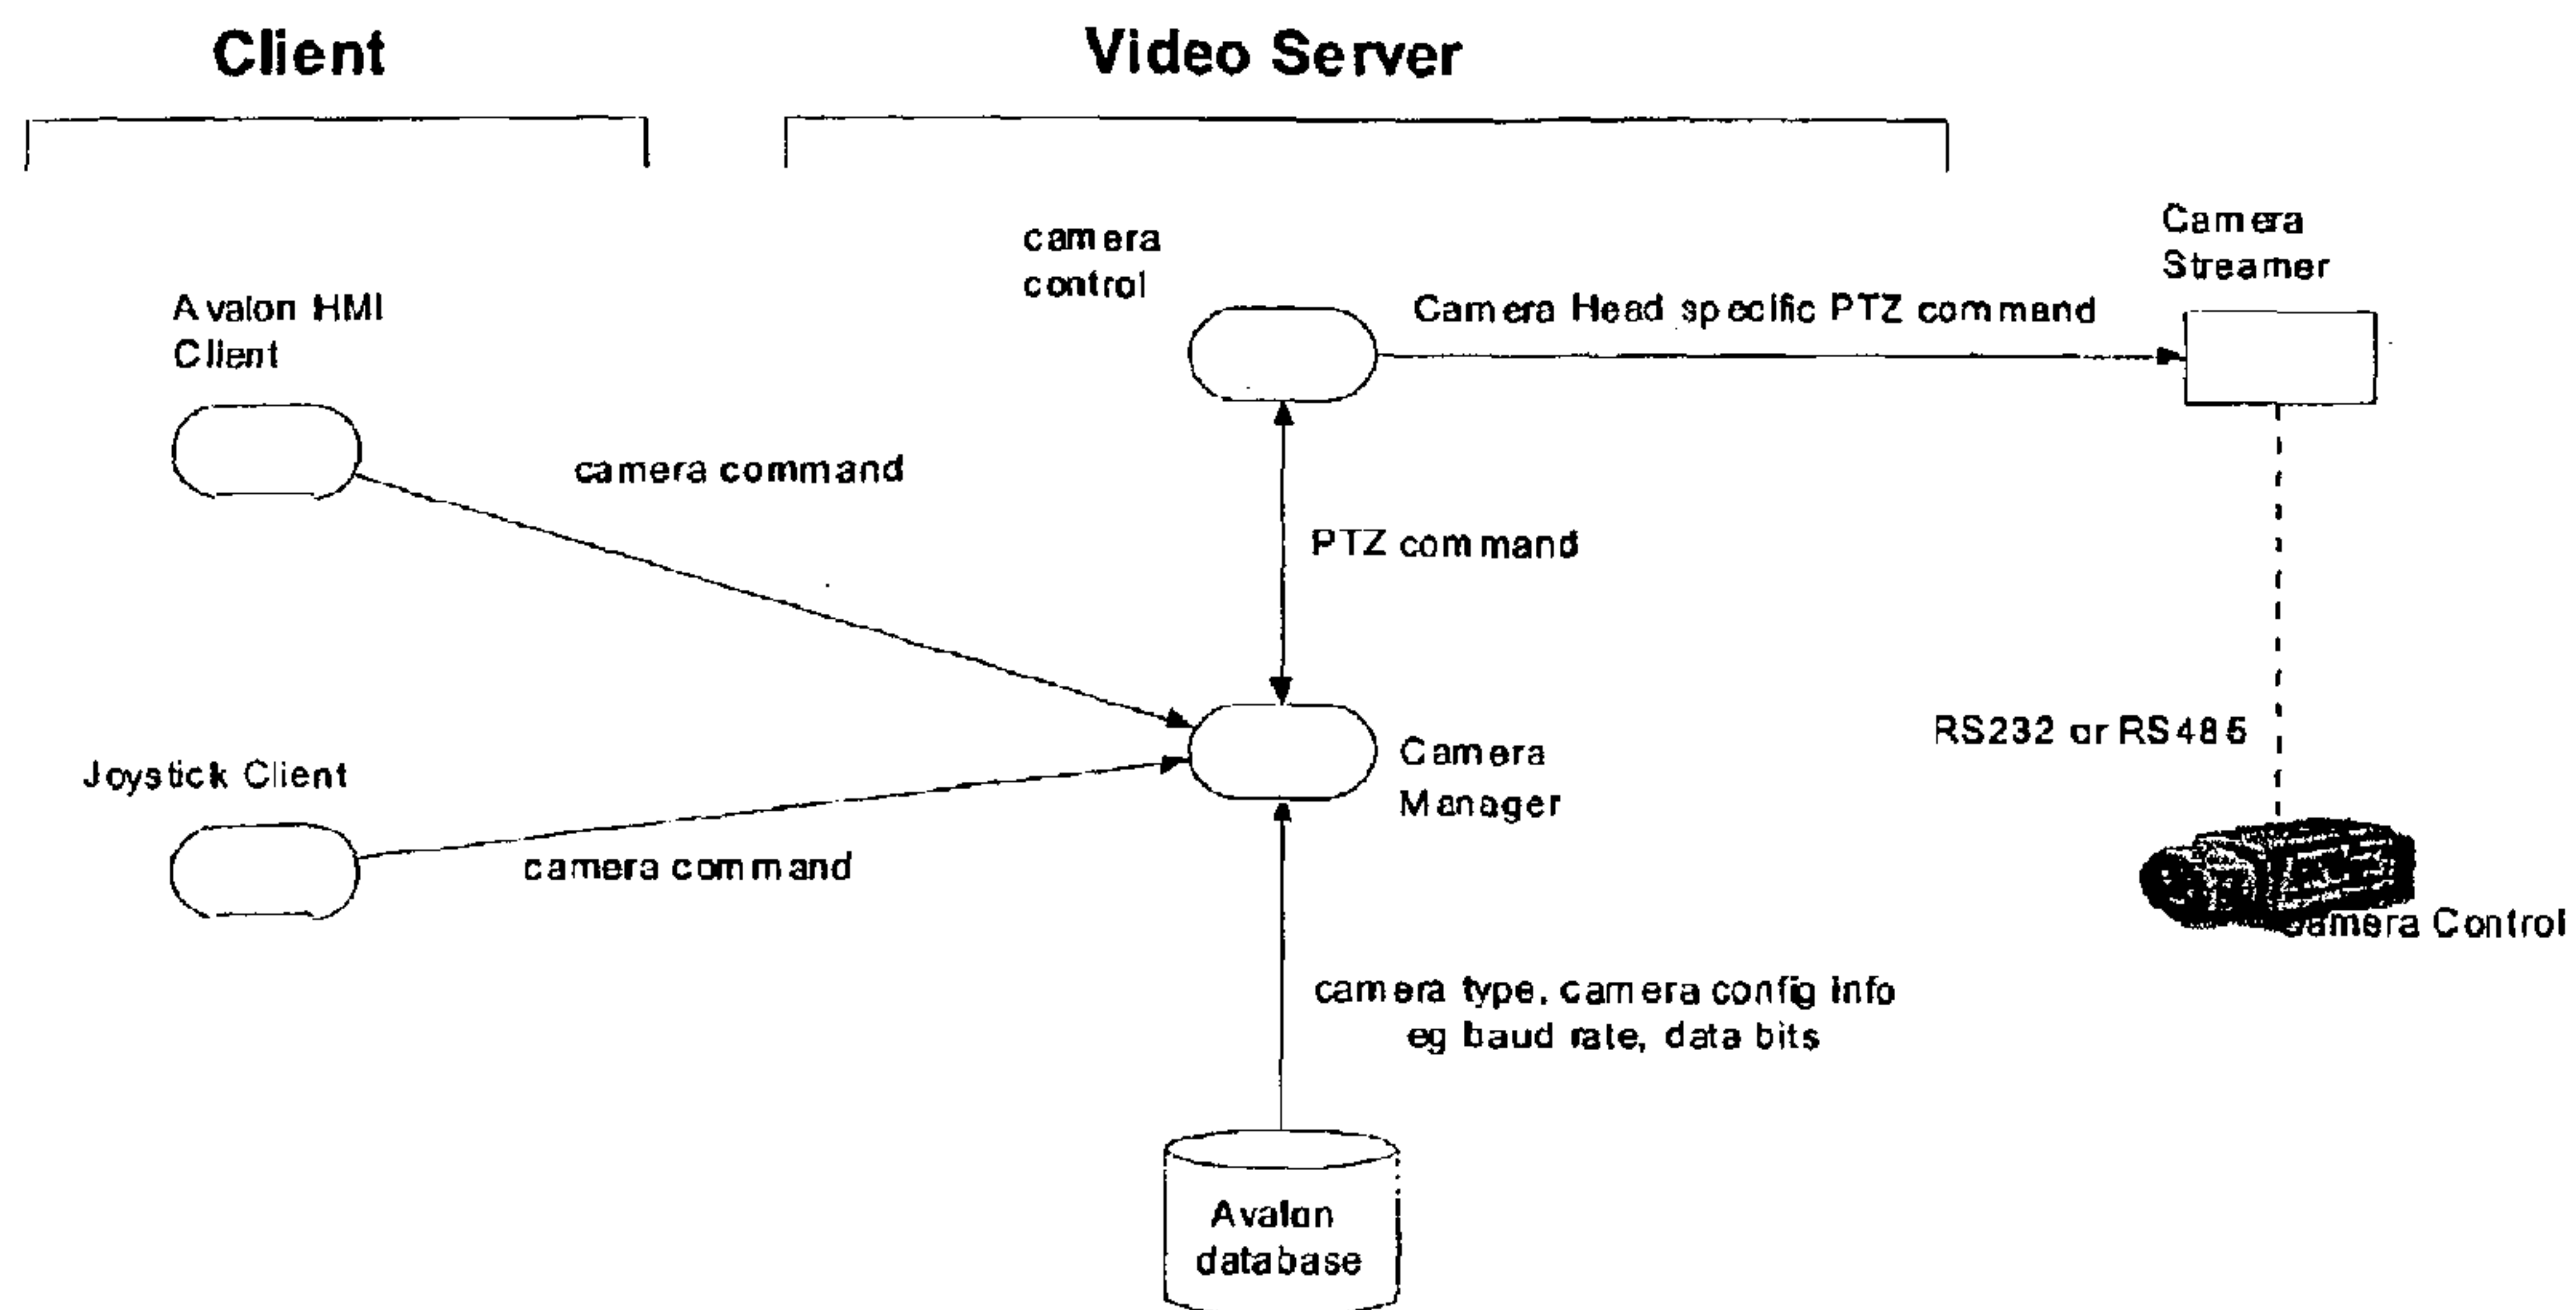 Client
Video Server
camera
control
Camera
Streamer
Avalon HMI
Client
Camera Head specific PTZ command
camera command
PTZ command
RS232 or RS485
Joystick Client
Camera
Manager
camera command
Camera Control
camera type, camera config info
eg baud rate, data bits
Avalon
database